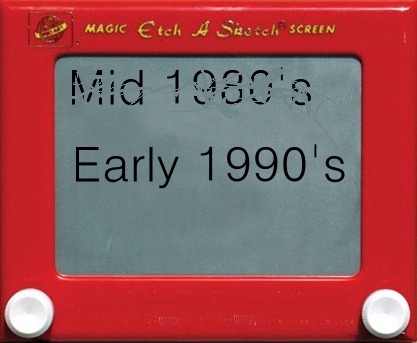 MAGIC Etch A Sketch® SCREEN
Mid 1980's
Early 1990's